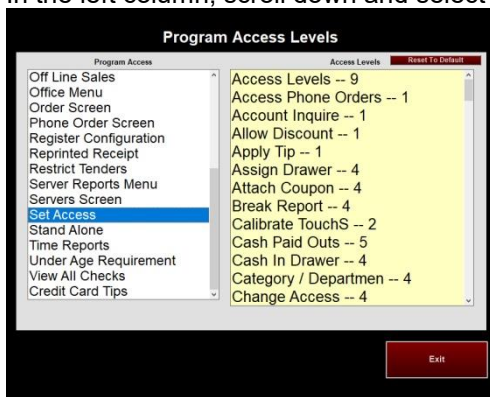 in the left column, scroll down and select
Program Access Levels
Program Access
Access Levels
Reset To Default
Off Line Sales
Office Menu
Order Screen
Phone Order Screen
Register Configuration
Reprinted Receipt
Restrict Tenders
Server Reports Menu
Servers Screen
Set Access
Stand Alone
Time Reports
Under Age Requirement
View All Checks
Credit Card Tips
Access Levels -- 9
Access Phone Orders -- 1
Account Inquire -- 1
Allow Discount -- 1
Apply Tip -- 1
Assign Drawer -- 4
Attach Coupon -- 4
Break Report -- 4
Calibrate TouchS -- 2
Cash Paid Outs -- 5
Cash In Drawer -- 4
Category / Departmen -- 4
Change Access -- 4
Exit